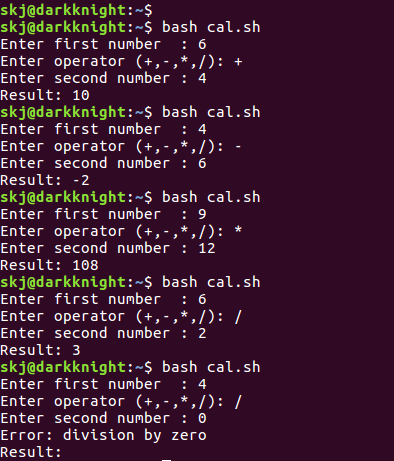 skj@darkknight:~$
skj@darkknight:~$ bash cal.sh
Enter first number  : 6
Enter operator (+,-,*,/): +
Enter second number : 4
Result: 10
skj@darkknight:~$ bash cal.sh
Enter first number  : 4
Enter operator (+,-,*,/): -
Enter second number : 6
Result: -2
skj@darkknight:~$ bash cal.sh
Enter first number  : 9
Enter operator (+,-,*,/): *
Enter second number : 12
Result: 108
skj@darkknight:~$ bash cal.sh
Enter first number  : 6
Enter operator (+,-,*,/): /
Enter second number : 2
Result: 3
skj@darkknight:~$ bash cal.sh
Enter first number  : 4
Enter operator (+,-,*,/): /
Enter second number : 0
Error: division by zero
Result: